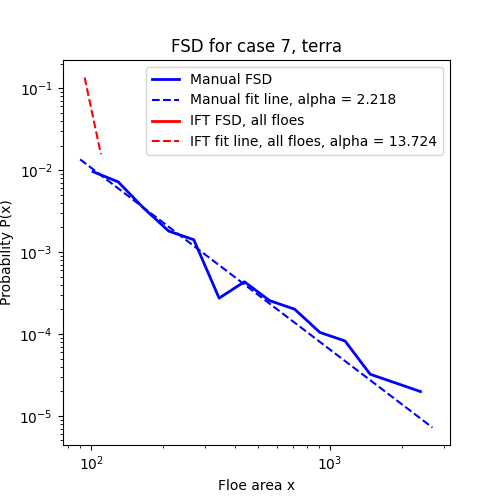 FSD for case 7, terra
Manual FSD
Manual fit line, alpha = 2.218
IFT FSD, all floes
IFT fit line, all floes, alpha = 13.724
Probability P(x)
10⁻¹
10⁻²
10⁻³
10⁻⁴
10⁻⁵
10² 10³
Floe area x